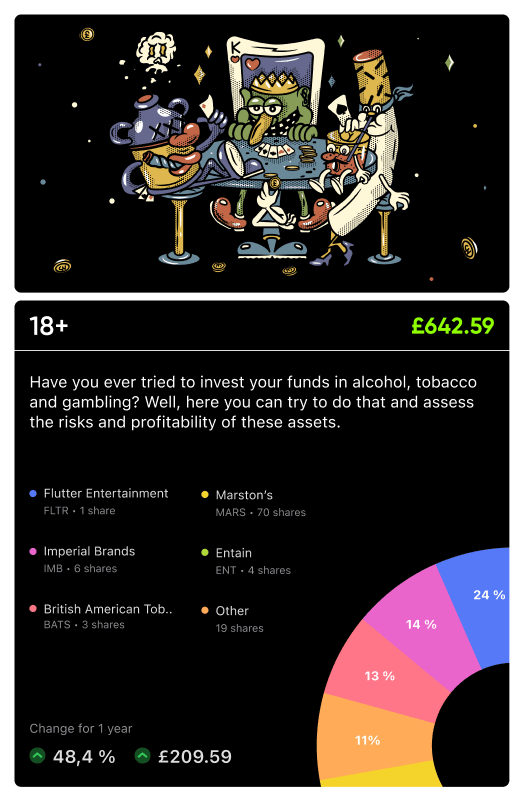 K
18+
£642.59
Have you ever tried to invest your funds in alcohol, tobacco
and gambling? Well, here you can try to do that and assess
the risks and profitability of these assets.
Flutter Entertainment
FLTR • 1 share
Marston's
MARS • 70 shares
Imperial Brands
IMB • 6 shares
Entain
ENT • 4 shares
British American Tob..
BATS • 3 shares
Other
19 shares
24 %
14 %
13 %
11%
Change for 1 year
48,4 %
£209.59